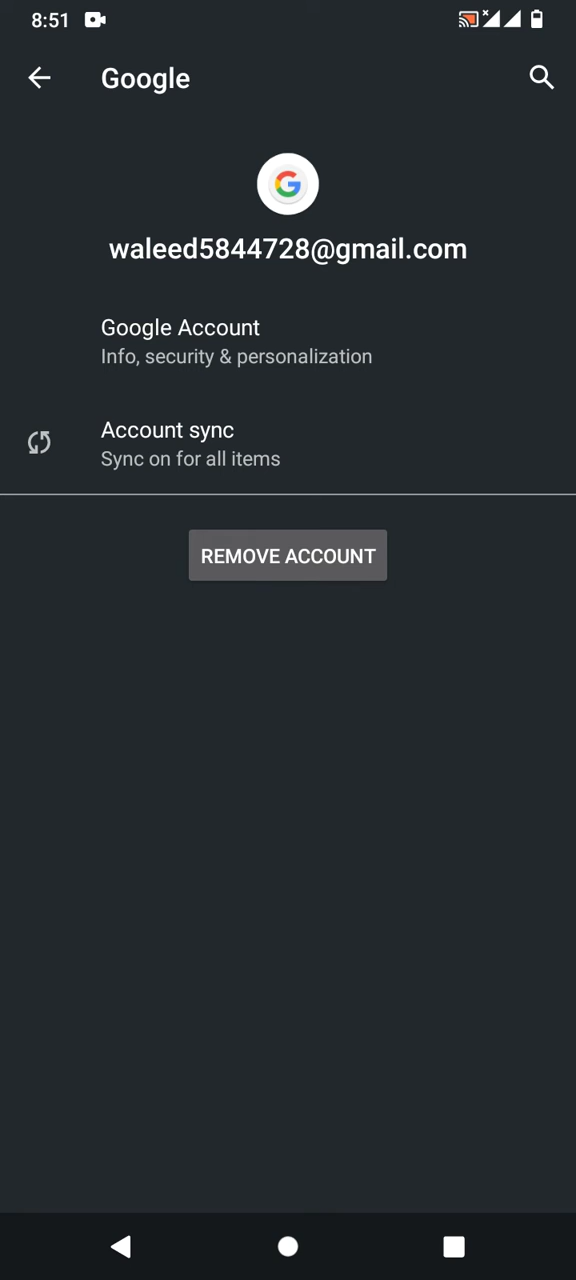 8:51
Google
waleed5844728@gmail.com
Google Account
Info, security & personalization
Account sync
Sync on for all items
REMOVE ACCOUNT